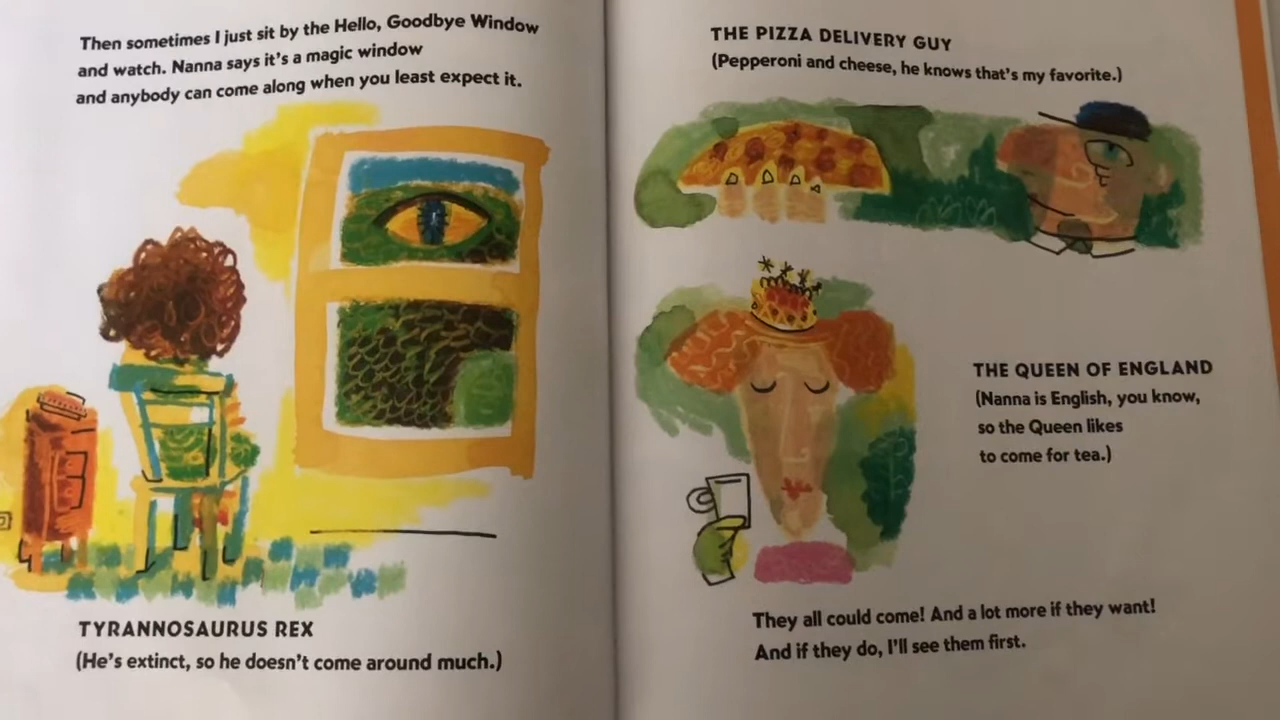 Then sometimes I just sit by the Hello, Goodbye Window
and watch. Nanna says it's a magic window
and anybody can come along when you least expect it.
TYRANNOSAURUS REX
(He's extinct, so he doesn't come around much.)
THE PIZZA DELIVERY GUY
(Pepperoni and cheese, he knows that's my favorite.)
THE QUEEN OF ENGLAND
(Nanna is English, you know,
so the Queen likes
to come for tea.)
They all could come! And a lot more if they want!
And if they do, I'll see them first.